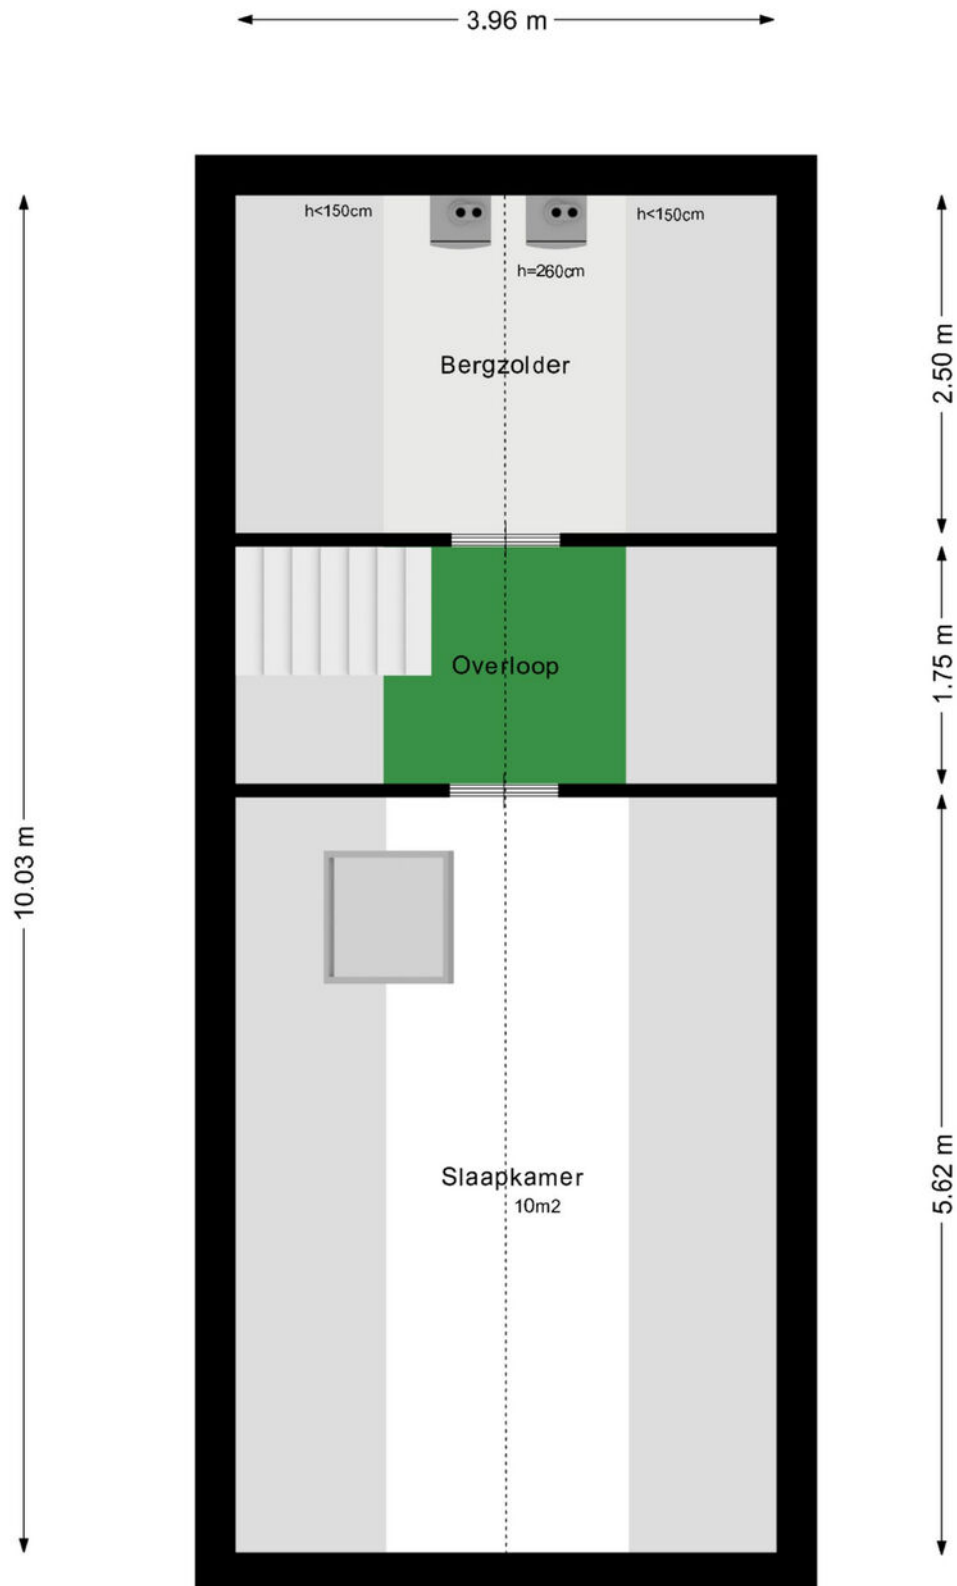 3.96 m
h<150cm
h<150cm
h=260cm
Bergzolder
2.50 m
Overloop
1.75 m
10.03 m
Slaapkamer
10m2
5.62 m